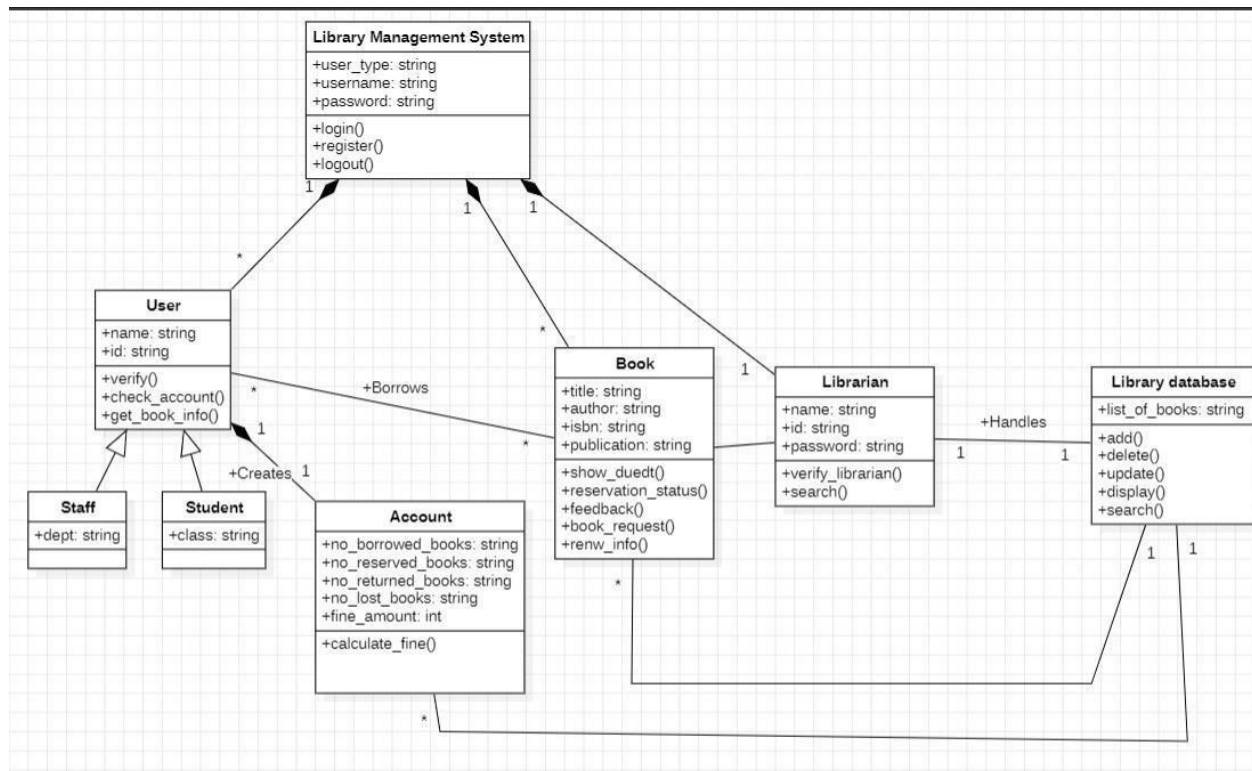 Library Management System
+user_type: string
+username: string
+password: string
+login()
+register()
+logout()
1
1
1
*
*
1
User
+name: string
+id: string
+verify()
+check_account()
+get_book_info()
*
+Borrows
*
1
+Creates
1
Staff
+dept: string
Student
+class: string
Account
+no_borrowed_books: string
+no_reserved_books: string
+no_returned_books: string
+no_lost_books: string
+fine_amount: int
+calculate_fine()
*
Book
+title: string
+author: string
+isbn: string
+publication: string
+show_duedt()
+reservation_status()
+feedback()
+book_request()
+renw_info()
*
Librarian
+name: string
+id: string
+password: string
+verify_librarian()
+search()
+Handles
1
1
Library database
+list_of_books: string
+add()
+delete()
+update()
+display()
+search()
1
1